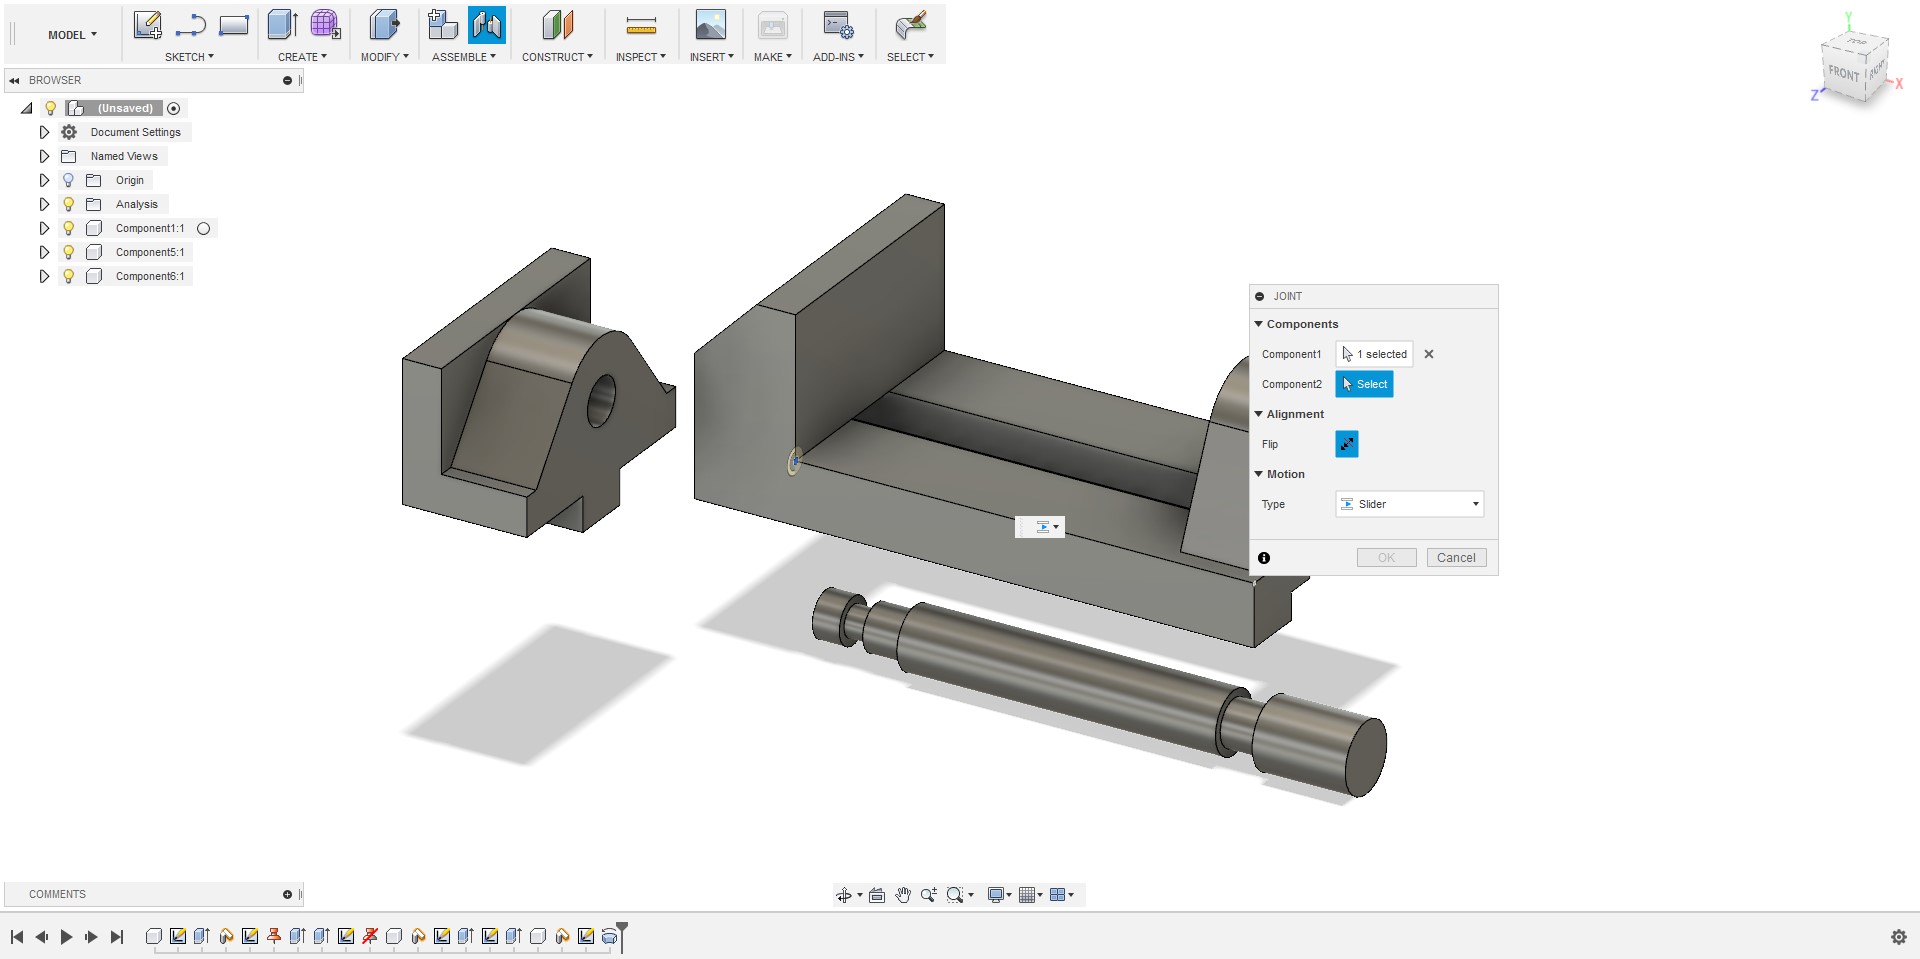 MODEL
SKETCH
CREATE
MODIFY
ASSEMBLE
CONSTRUCT
INSPECT
INSERT
MAKE
ADD-INS
SELECT
BROWSER
(Unsaved)
Document Settings
Named Views
Origin
Analysis
Component1:1
Component5:1
Component6:1
Y
TOP
FRONT
RIGHT
X
Z
JOINT
Components
Component1
1 selected
Component2
Select
Alignment
Flip
Motion
Type
Slider
OK
Cancel
COMMENTS